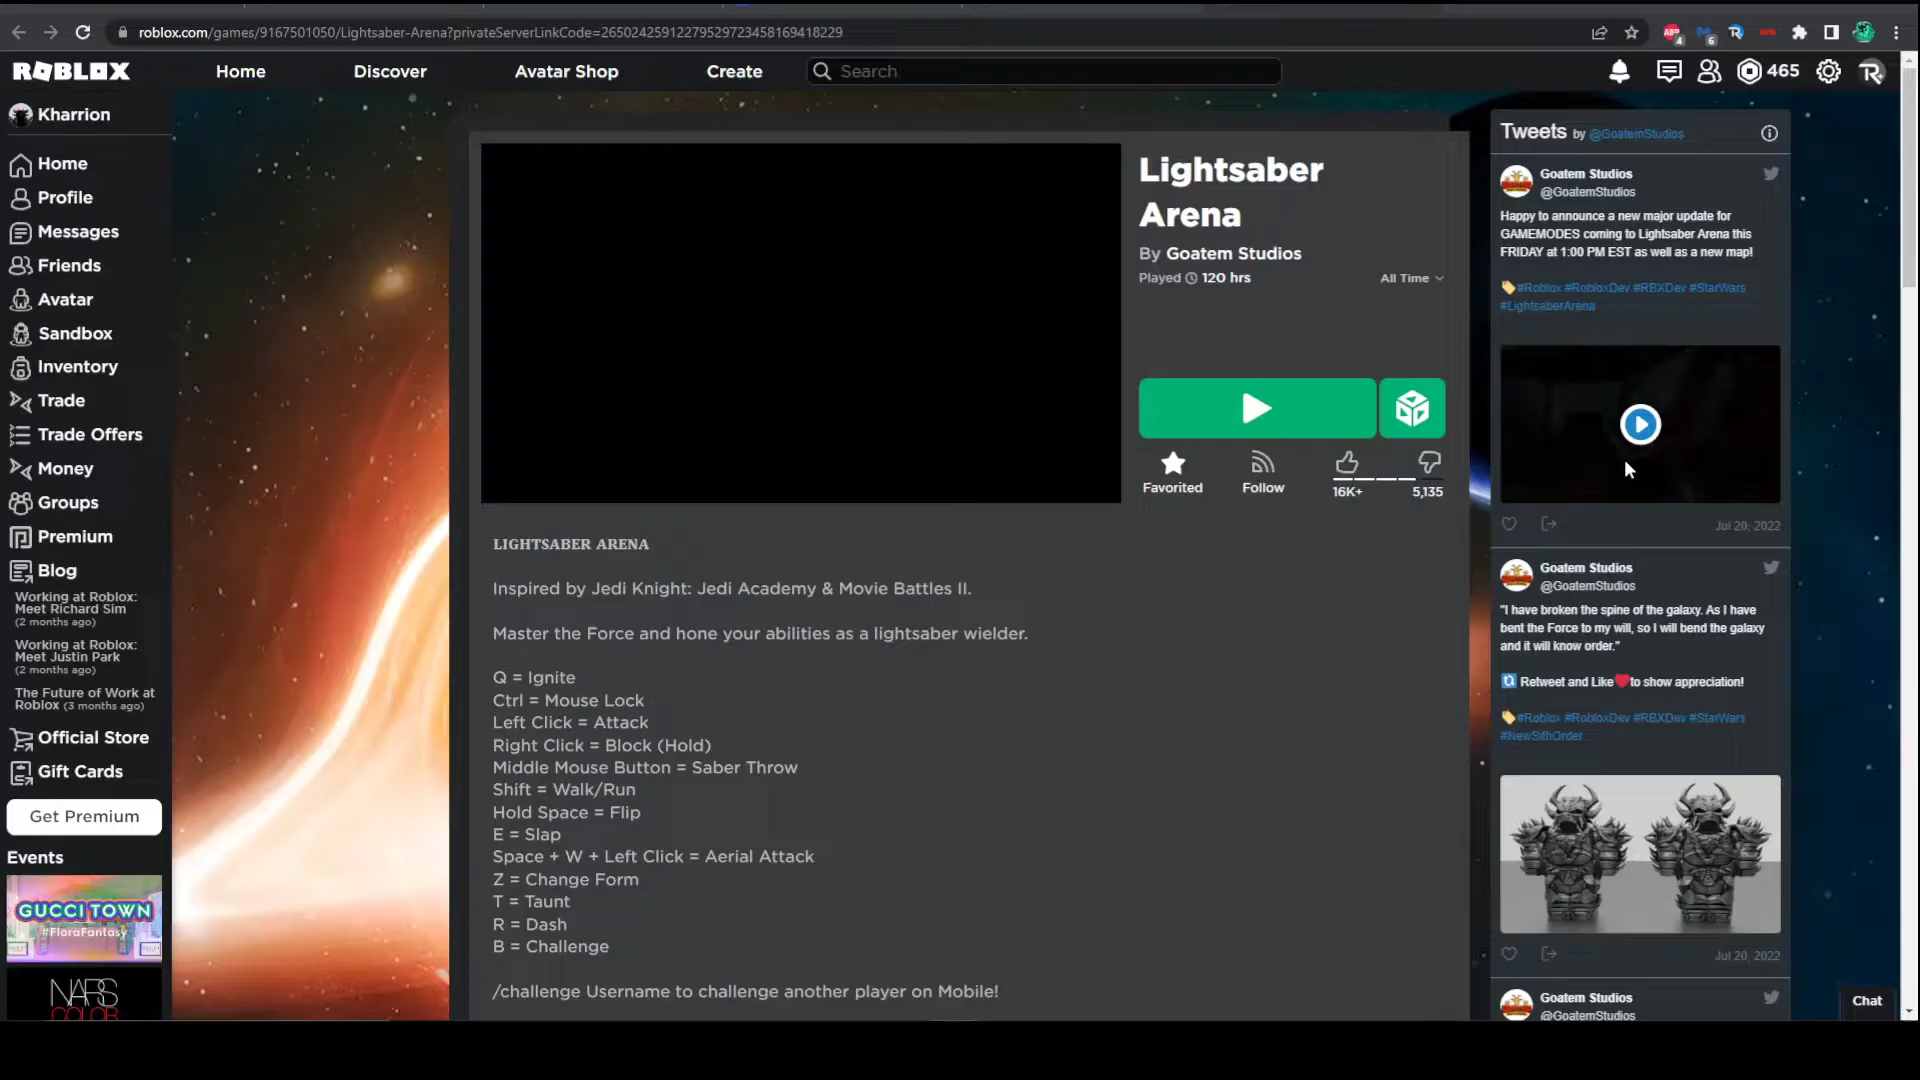 roblox.com/games/9167501050/Lightsaber-Arena?privateServerLinkCode=26502425912279529723458169418229
ROBLOX
Home
Discover
Avatar Shop
Create
Search
465
Kharrion
Home
Profile
Messages
Friends
Avatar
Sandbox
Inventory
Trade
Trade Offers
Money
Groups
Premium
Blog
Working at Roblox:
Meet Richard Sim
(2 months ago)
Working at Roblox:
Meet Justin Park
(2 months ago)
The Future of Work at
Roblox (3 months ago)
Official Store
Gift Cards
Get Premium
Events
GUCCI TOWN
#FloraFantasy
NARS
COLOR
Lightsaber
Arena
By Goatem Studios
Played 120 hrs
All Time
Favorited
Follow
16K+
5,135
LIGHTSABER ARENA
Inspired by Jedi Knight: Jedi Academy & Movie Battles II.
Master the Force and hone your abilities as a lightsaber wielder.
Q = Ignite
Ctrl = Mouse Lock
Left Click = Attack
Right Click = Block (Hold)
Middle Mouse Button = Saber Throw
Shift = Walk/Run
Hold Space = Flip
E = Slap
Space + W + Left Click = Aerial Attack
Z = Change Form
T = Taunt
R = Dash
B = Challenge
/challenge Username to challenge another player on Mobile!
Tweets by @GoatemStudios
Goatem Studios
@GoatemStudios
Happy to announce a new major update for
GAMEMODES coming to Lightsaber Arena this
FRIDAY at 1:00 PM EST as well as a new map!
#Roblox #RobloxDev #RBXDev #StarWars
#LightsaberArena
Jul 20, 2022
Goatem Studios
@GoatemStudios
"I have broken the spine of the galaxy. As I have
bent the Force to my will, so I will bend the galaxy
and it will know order."
Retweet and Like to show appreciation!
#Roblox #RobloxDev #RBXDev #StarWars
#NewSithOrder
Jul 20, 2022
Goatem Studios
@GoatemStudios
Chat